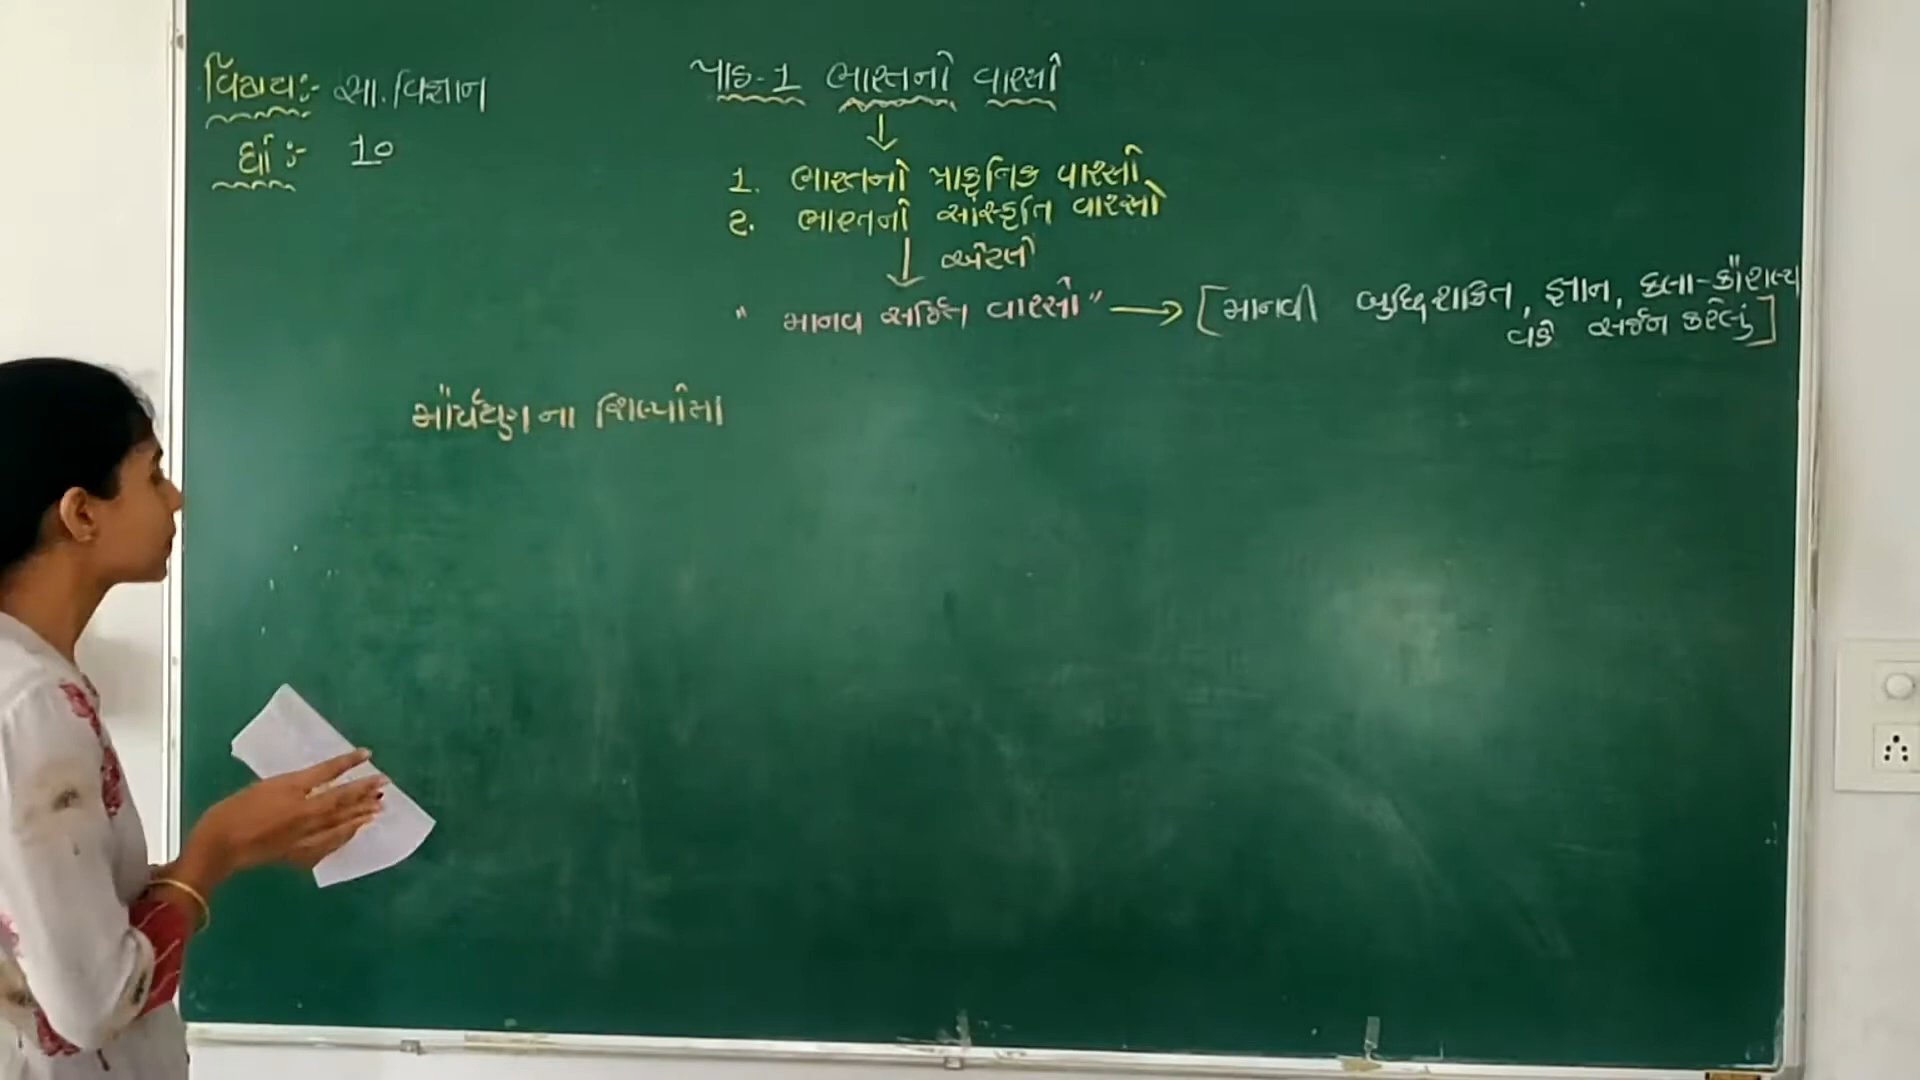 વિષય:- સા.વિજ્ઞાન
ધો:- 10
પાઠ-1 ભારતનો વારસો
1. ભારતનો પ્રાકૃતિક વારસો
2. ભારતનો સાંસ્કૃતિ વારસો
એટલે
" માનવ સર્જિત વારસો" → [માનવી બુધ્ધિશકિત, જ્ઞાન, કલા-કૌશલ્ય
વડે સર્જન કરેલું]
મૌર્યયુગ ના શિલ્પોમા